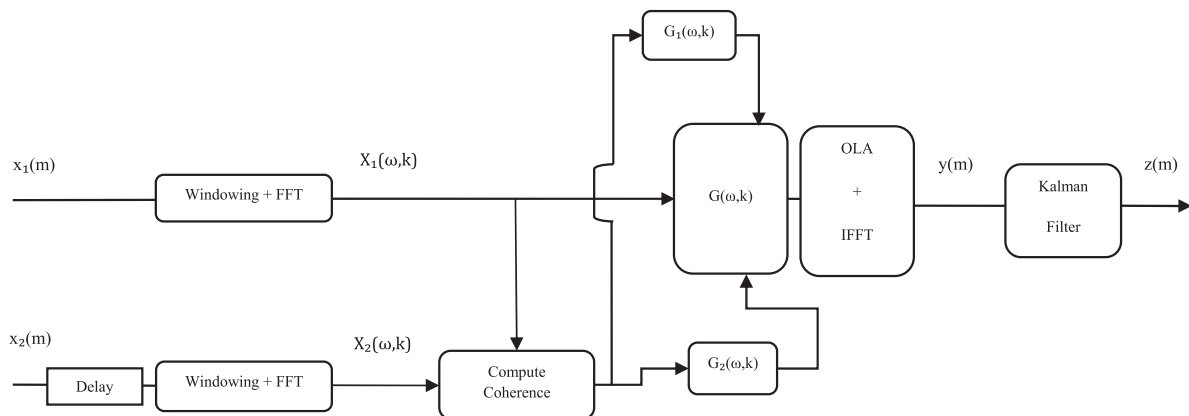 G₁(ω,k)
x₁(m)
X₁(ω,k)
Windowing + FFT
G(ω,k)
OLA
+
IFFT
y(m)
Kalman
Filter
z(m)
x₂(m)
X₂(ω,k)
Delay
Windowing + FFT
Compute
Coherence
G₂(ω,k)